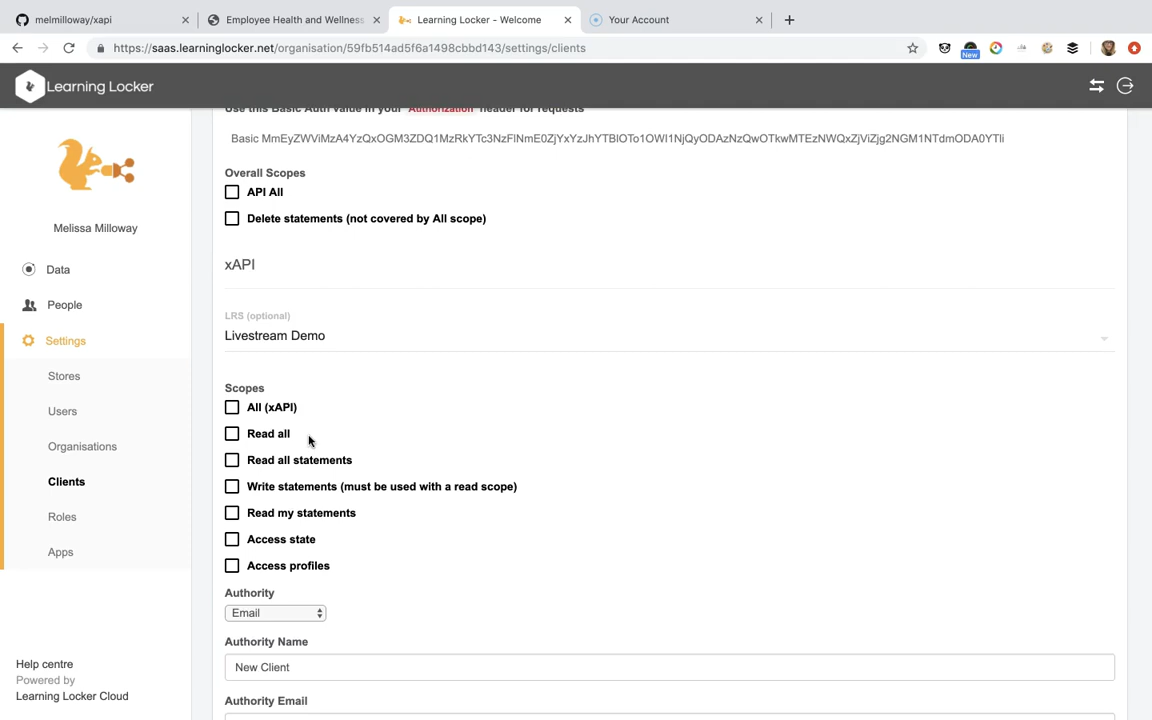 melmilloway/xapi
Employee Health and Wellness
Learning Locker - Welcome
Your Account
https://saas.learninglocker.net/organisation/59fb514ad5f6a1498cbbd143/settings/clients
New
Learning Locker
Use this Basic Auth value in your Authorization header for requests
Basic
Melissa Milloway
Data
People
Settings
Stores
Users
Organisations
Clients
Roles
Apps
Help centre
Powered by
Learning Locker Cloud
Overall Scopes
API All
Delete statements (not covered by All scope)
xAPI
LRS (optional)
Livestream Demo
Scopes
All (xAPI)
Read all
Read all statements
Write statements (must be used with a read scope)
Read my statements
Access state
Access profiles
Authority
Email
Authority Name
New Client
Authority Email